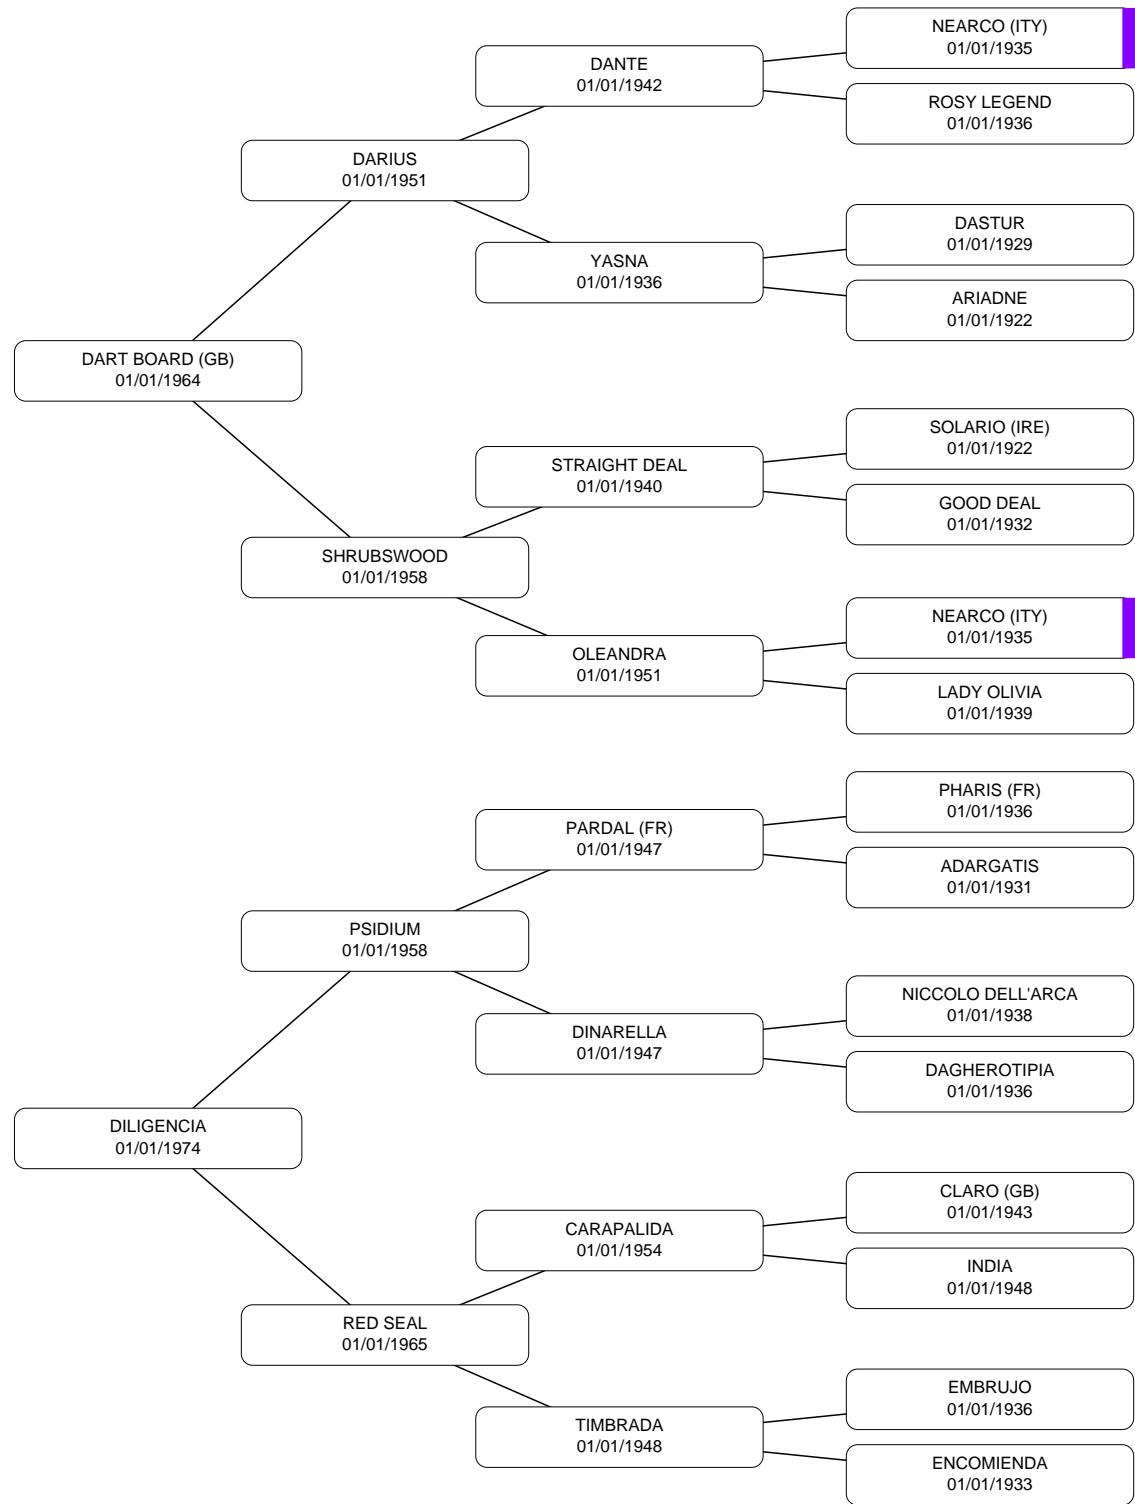 NEARCO (ITY)
01/01/1935
DANTE
01/01/1942
ROSY LEGEND
01/01/1936
DARIUS
01/01/1951
DASTUR
01/01/1929
YASNA
01/01/1936
ARIADNE
01/01/1922
DART BOARD (GB)
01/01/1964
SOLARIO (IRE)
01/01/1922
STRAIGHT DEAL
01/01/1940
GOOD DEAL
01/01/1932
SHRUBSWOOD
01/01/1958
NEARCO (ITY)
01/01/1935
OLEANDRA
01/01/1951
LADY OLIVIA
01/01/1939
PHARIS (FR)
01/01/1936
PARDAL (FR)
01/01/1947
ADARGATIS
01/01/1931
PSIDIUM
01/01/1958
NICCOLO DELL'ARCA
01/01/1938
DINARELLA
01/01/1947
DAGHEROTIPIA
01/01/1936
DILIGENCIA
01/01/1974
CLARO (GB)
01/01/1943
CARAPALIDA
01/01/1954
INDIA
01/01/1948
RED SEAL
01/01/1965
EMBRUJO
01/01/1936
TIMBRADA
01/01/1948
ENCOMIENDA
01/01/1933